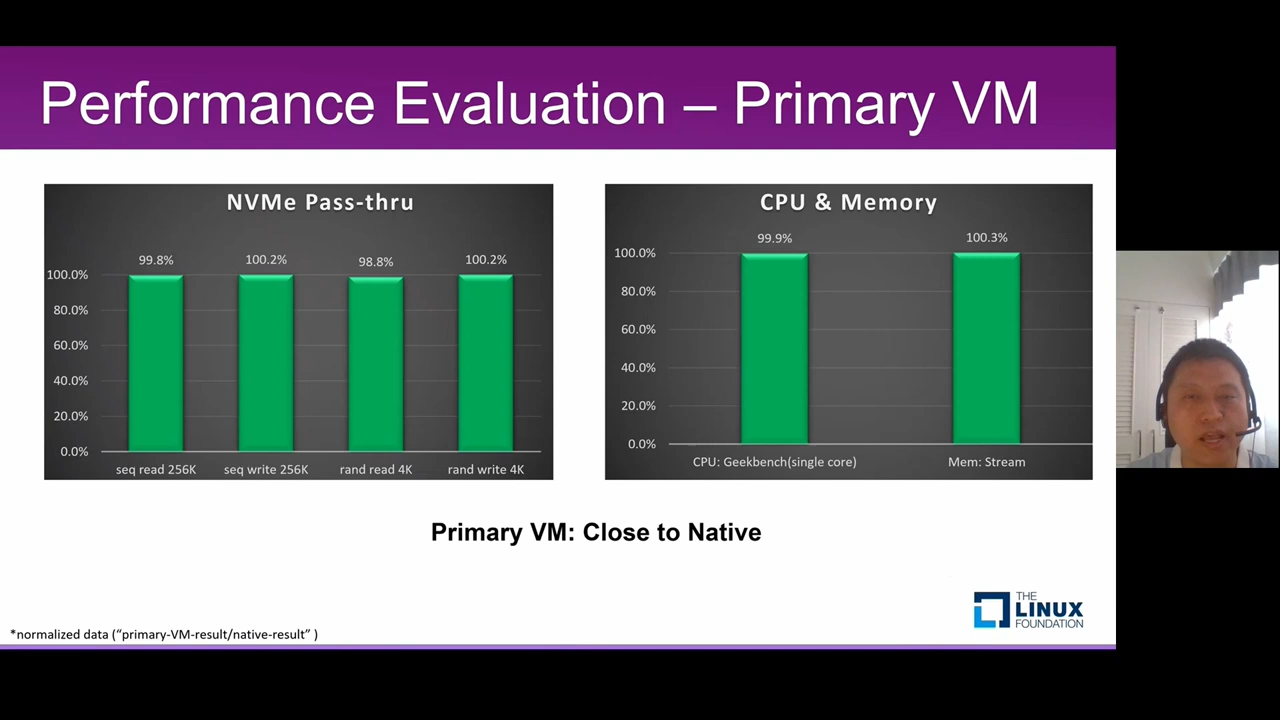 Performance Evaluation – Primary VM
NVMe Pass-thru
99.8%
100.2%
98.8%
100.2%
100.0%
80.0%
60.0%
40.0%
20.0%
0.0%
seq read 256K
seq write 256K
rand read 4K
rand write 4K
CPU & Memory
99.9%
100.3%
100.0%
80.0%
60.0%
40.0%
20.0%
0.0%
CPU: Geekbench(single core)
Mem: Stream
Primary VM: Close to Native
THE
LINUX
FOUNDATION
*normalized data (“primary-VM-result/native-result” )